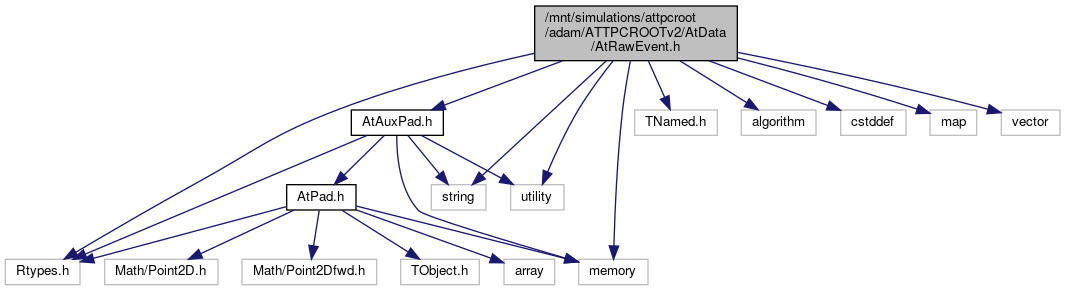 /mnt/simulations/attpcroot
/adam/ATTPCROOTv2/AtData
/AtRawEvent.h
AtAuxPad.h
TNamed.h
algorithm
cstddef
map
vector
AtPad.h
string
utility
Rtypes.h
Math/Point2D.h
Math/Point2Dfwd.h
TObject.h
array
memory